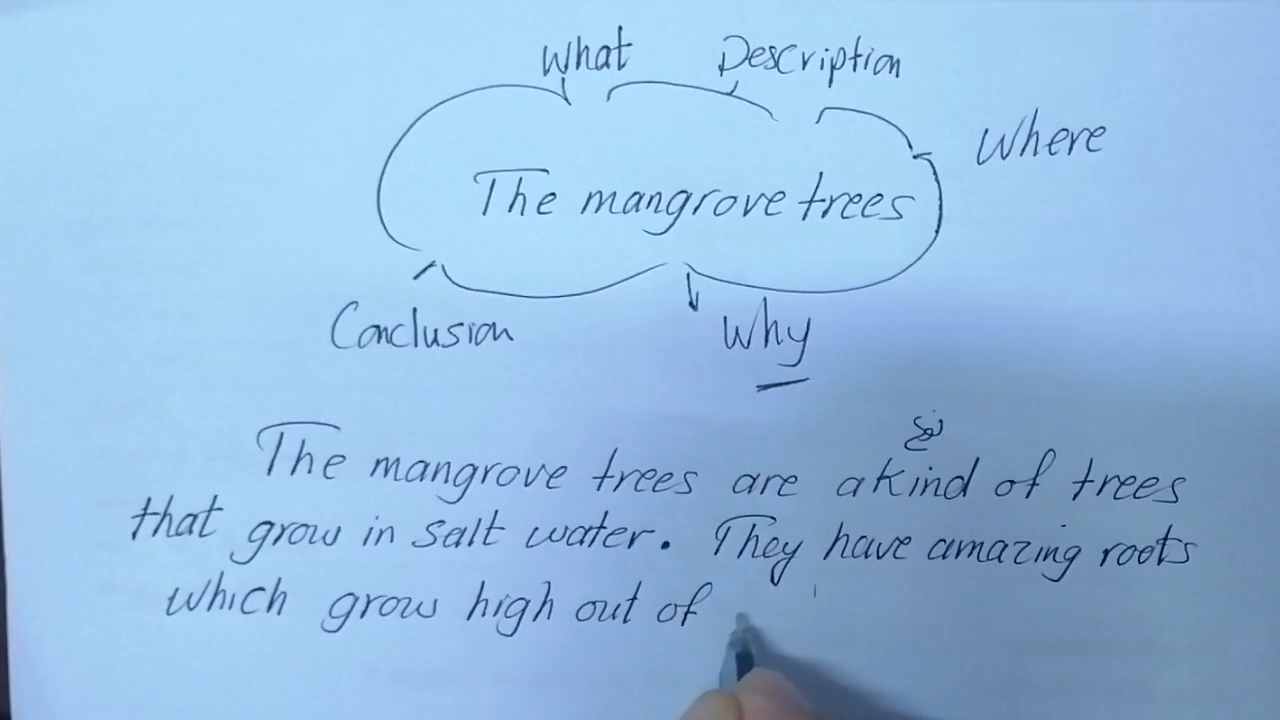 What Description
Where
The mangrove trees
Conclusion
Why
نوع
The mangrove trees are a kind of trees
that grow in salt water. They have amazing roots
which grow high out of